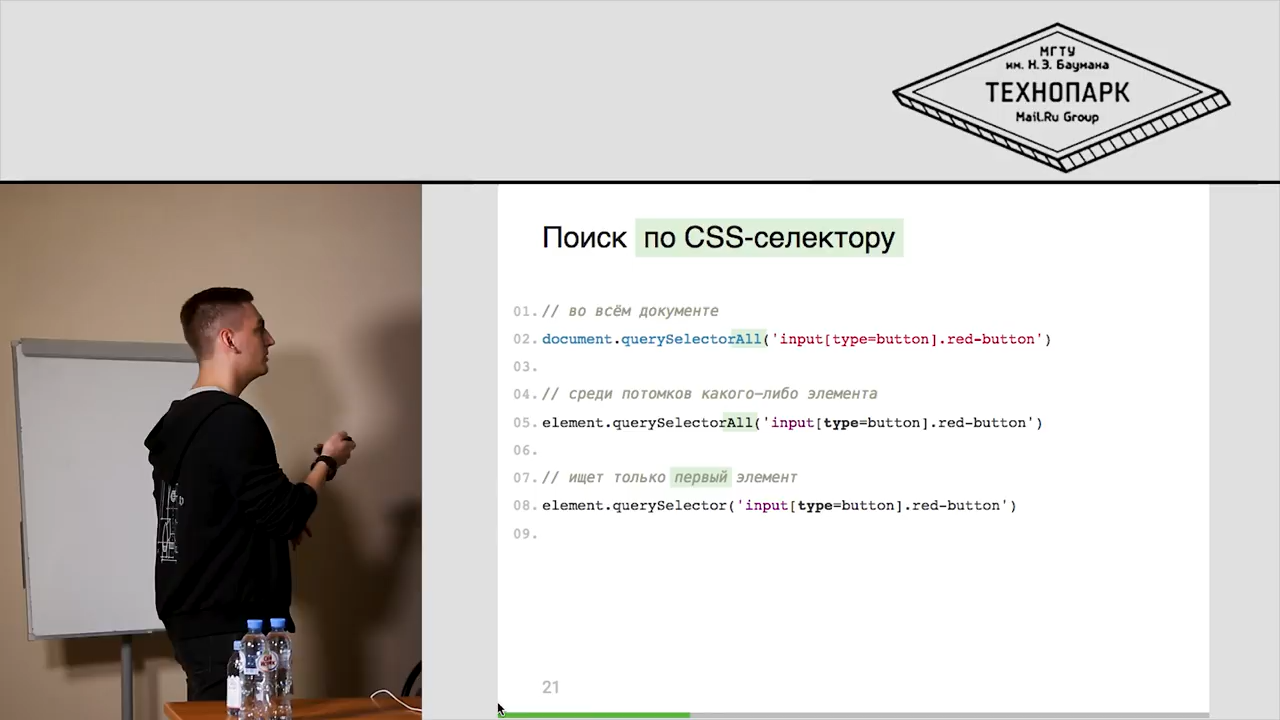 МГТУ
им. Н.Э. Баумана
ТЕХНОПАРК
Mail.Ru Group
Поиск по CSS-селектору
01. // во всём документе
02. document.querySelectorAll('input[type=button].red-button')
03.
04. // среди потомков какого-либо элемента
05. element.querySelectorAll('input[type=button].red-button')
06.
07. // ищет только первый элемент
08. element.querySelector('input[type=button].red-button')
09.
21